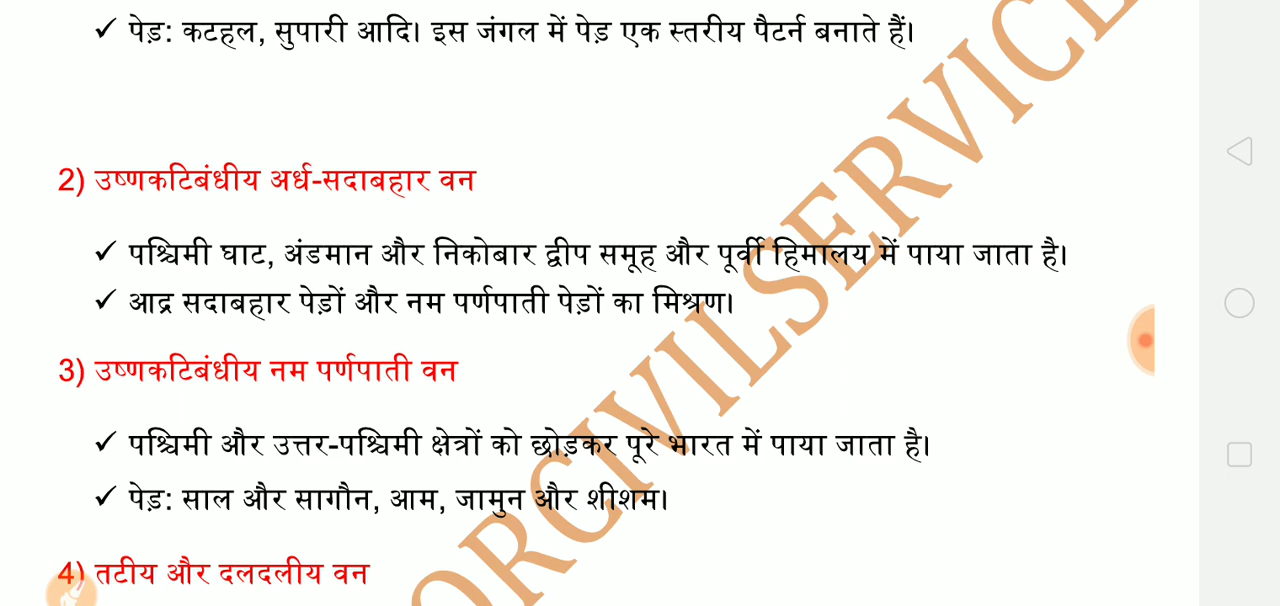 ✓ पेड़: कटहल, सुपारी आदि। इस जंगल में पेड़ एक स्तरीय पैटर्न बनाते हैं।
2) उष्णकटिबंधीय अर्ध-सदाबहार वन
✓ पश्चिमी घाट, अंडमान और निकोबार द्वीप समूह और पूर्वी हिमालय में पाया जाता है।
✓ आद्र सदाबहार पेड़ों और नम पर्णपाती पेड़ों का मिश्रण।
3) उष्णकटिबंधीय नम पर्णपाती वन
✓ पश्चिमी और उत्तर-पश्चिमी क्षेत्रों को छोड़कर पूरे भारत में पाया जाता है।
✓ पेड़: साल और सागौन, आम, जामुन और शीशम।
4) तटीय और दलदलीय वन
ORCIVILSERVICE